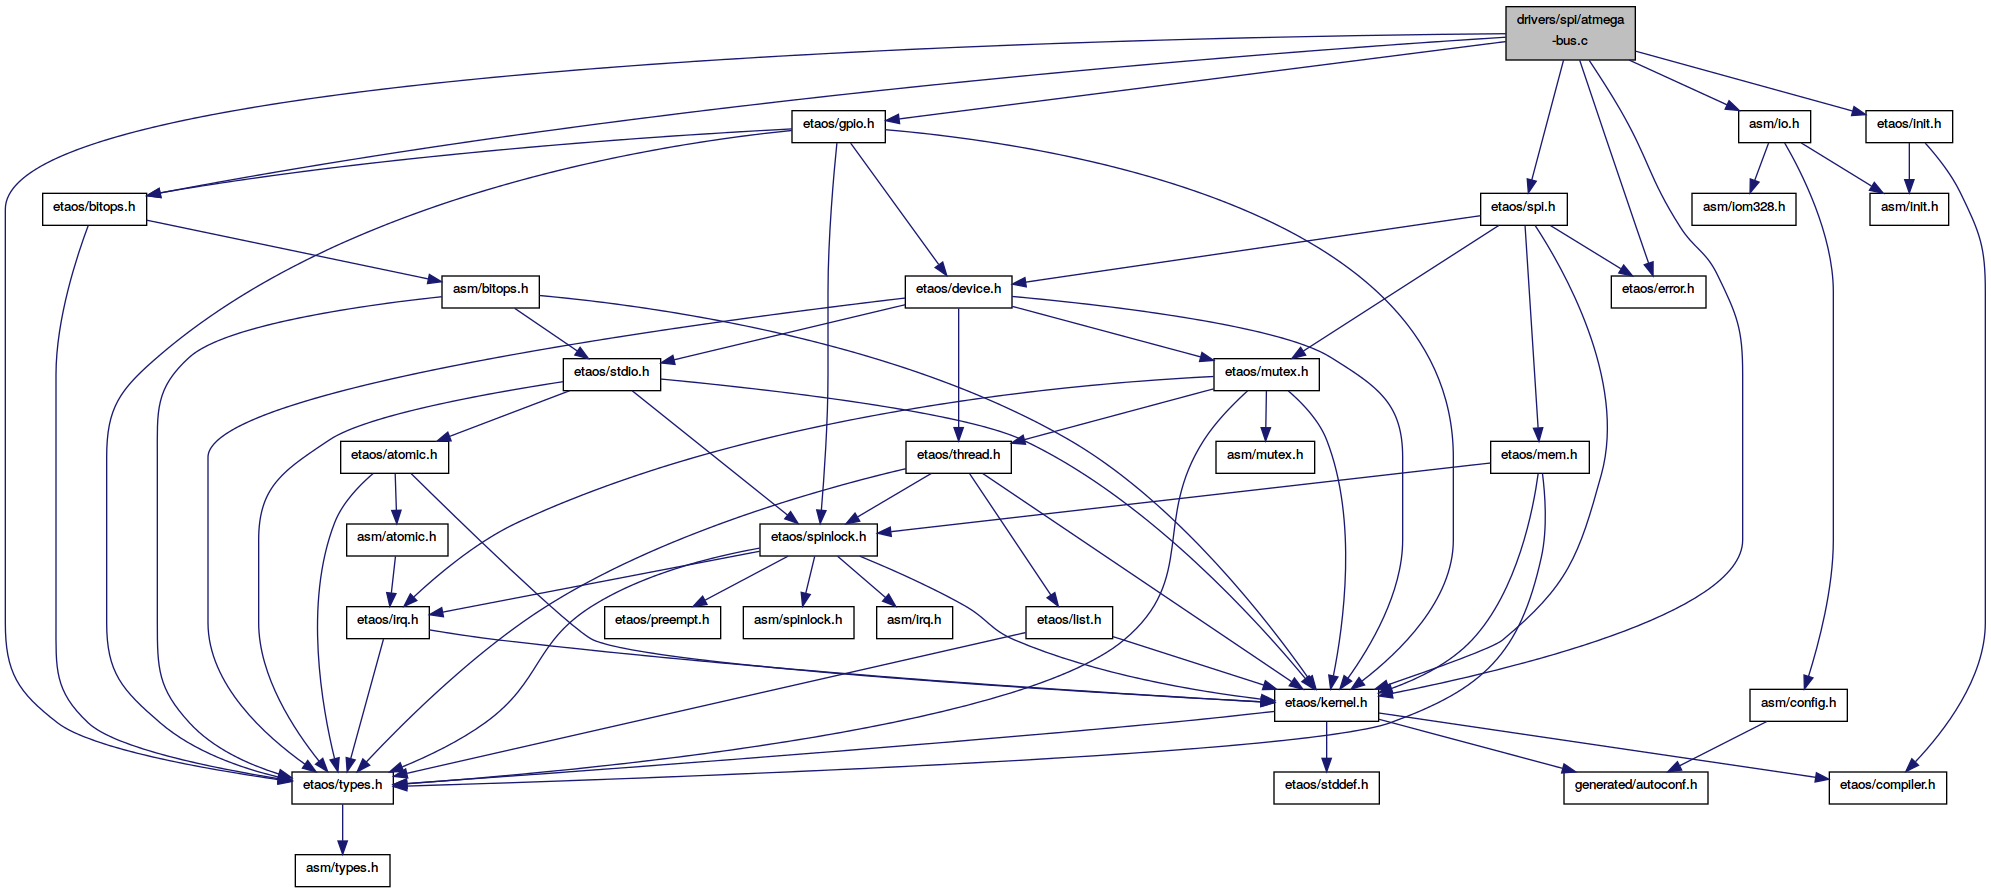 drivers/spi/atmega
-bus.c
etaos/gpio.h
asm/io.h
etaos/init.h
etaos/bitops.h
etaos/spi.h
asm/iom328.h
asm/init.h
asm/bitops.h
etaos/device.h
etaos/error.h
etaos/stdio.h
etaos/mutex.h
etaos/atomic.h
etaos/thread.h
asm/mutex.h
etaos/mem.h
asm/atomic.h
etaos/spinlock.h
etaos/irq.h
etaos/preempt.h
asm/spinlock.h
asm/irq.h
etaos/list.h
etaos/kernel.h
asm/config.h
etaos/types.h
etaos/stddef.h
generated/autoconf.h
etaos/compiler.h
asm/types.h